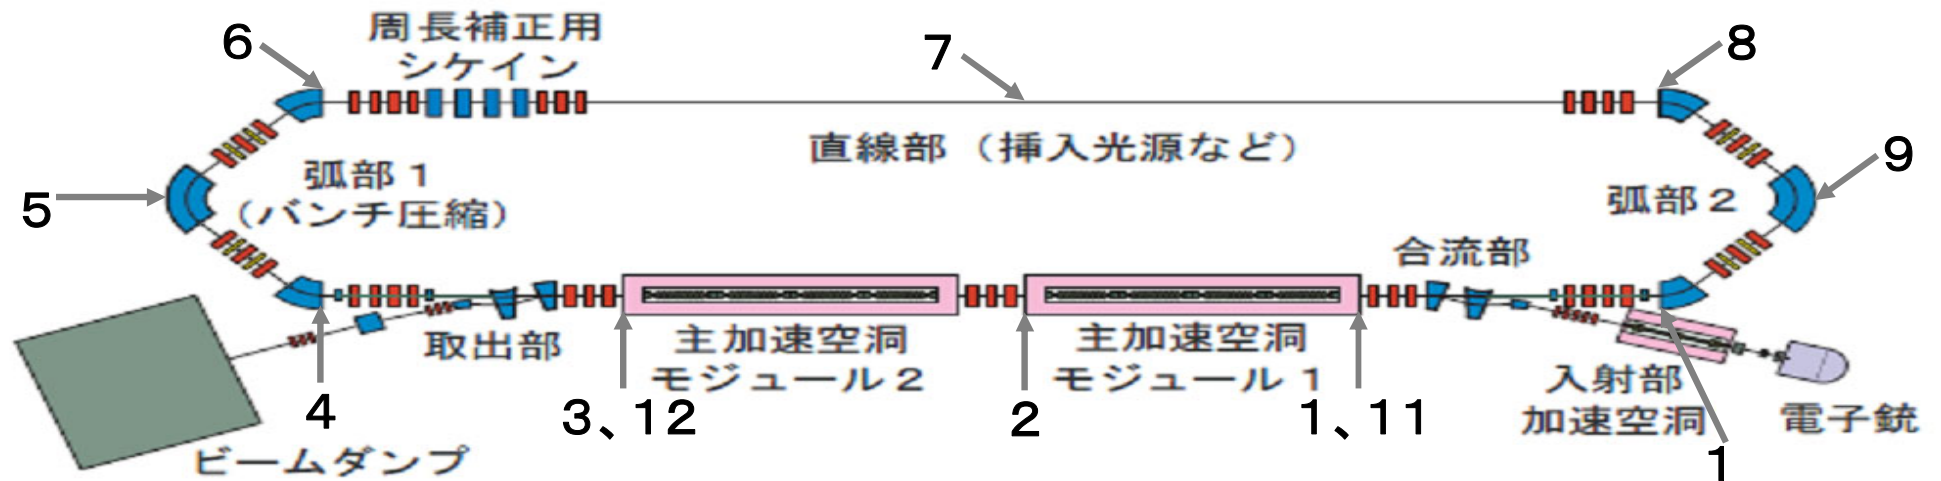 6
周長補正用
シケイン
7
8
直線部（挿入光源など）
9
弧部１
（バンチ圧縮）
5
弧部２
合流部
取出部
主加速空洞
モジュール２
主加速空洞
モジュール１
入射部
加速空洞
電子銃
4
3、12
2
1、11
1
ビームダンプ